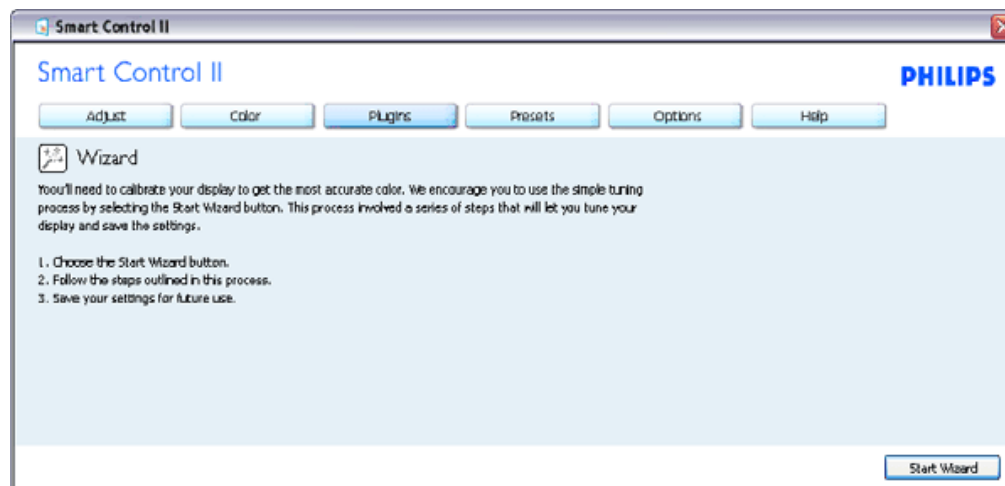 Smart Control II
Smart Control II
PHILIPS
Adjust Color Plugins Presets Options Help
Wizard
Yoou'll need to calibrate your display to get the most accurate color. We encourage you to use the simple tuning
process by selecting the Start Wizard button. This process involved a series of steps that will let you tune your
display and save the settings.
1. Choose the Start Wizard button.
2. Follow the steps outlined in this process.
3. Save your settings for future use.
Start Wizard